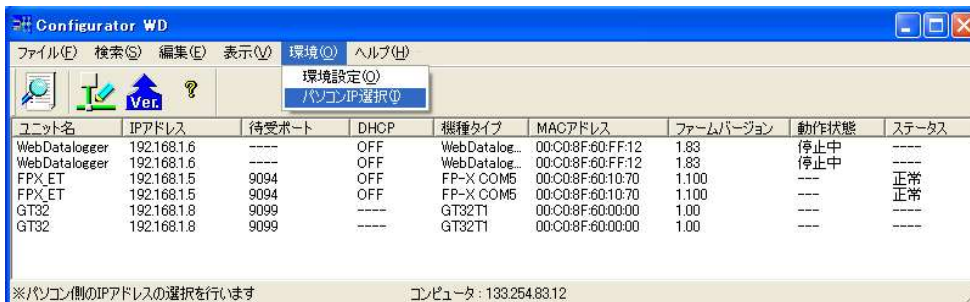 Configurator WD
ファイル(F) 検索(S) 編集(E) 表示(V) 環境(O) ヘルプ(H)
環境設定(O)
パソコンIP選択(I)
Ver. ?
ユニット名 IPアドレス 待受ポート DHCP 機種タイプ MACアドレス ファームバージョン 動作状態 ステータス
WebDatalogger 192.168.1.6 ---- OFF WebDatalog... 00:C0:8F:60:FF:12 1.83 停止中 ----
WebDatalogger 192.168.1.6 ---- OFF WebDatalog... 00:C0:8F:60:FF:12 1.83 停止中 ----
FPX_ET 192.168.1.5 9094 OFF FP-X COM5 00:C0:8F:60:10:70 1.100 --- 正常
FPX_ET 192.168.1.5 9094 OFF FP-X COM5 00:C0:8F:60:10:70 1.100 --- 正常
GT32 192.168.1.8 9099 ---- GT32T1 00:C0:8F:60:00:00 1.00 --- ----
GT32 192.168.1.8 9099 ---- GT32T1 00:C0:8F:60:00:00 1.00 --- ----
※パソコン側のIPアドレスの選択を行います コンピュータ : 133.254.83.12